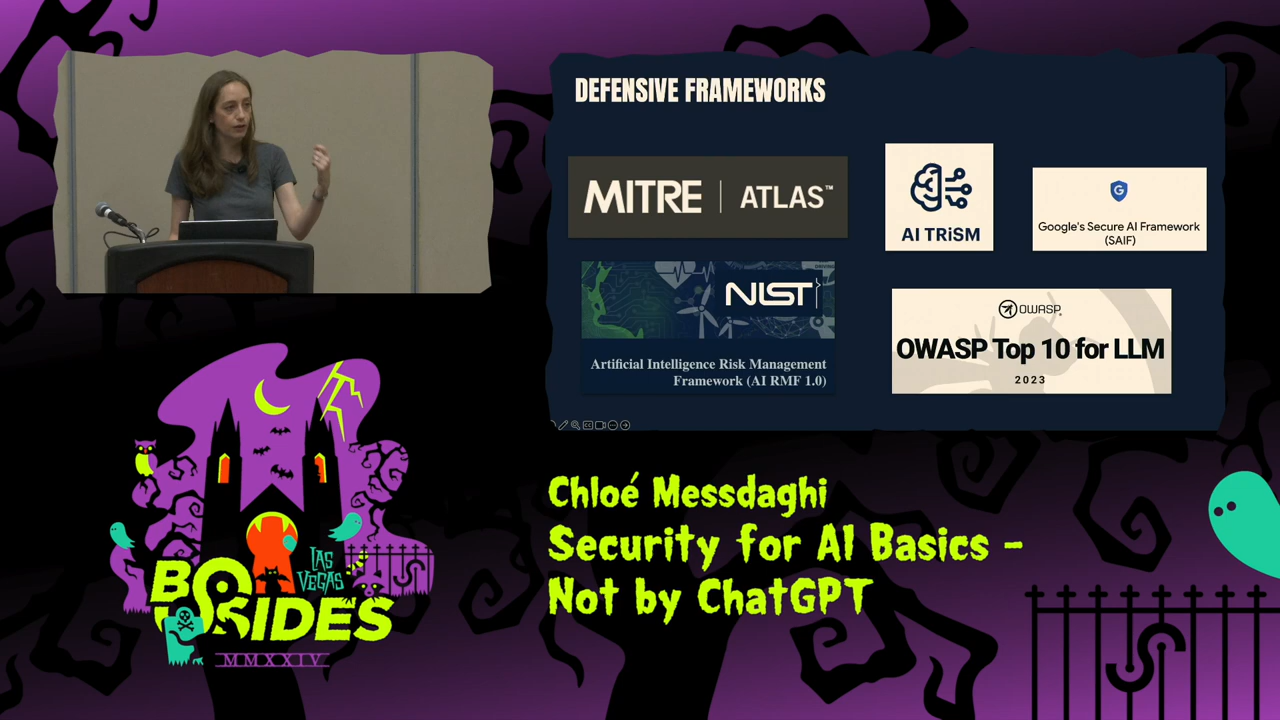 DEFENSIVE FRAMEWORKS
MITRE | ATLAS™
AI TRiSM
G
Google's Secure AI Framework
(SAIF)
NIST
Artificial Intelligence Risk Management
Framework (AI RMF 1.0)
OWASP
OWASP Top 10 for LLM
2023
LAS
VEGAS
BSIDES
MMXXIV
Chloé Messdaghi
Security for AI Basics -
Not by ChatGPT